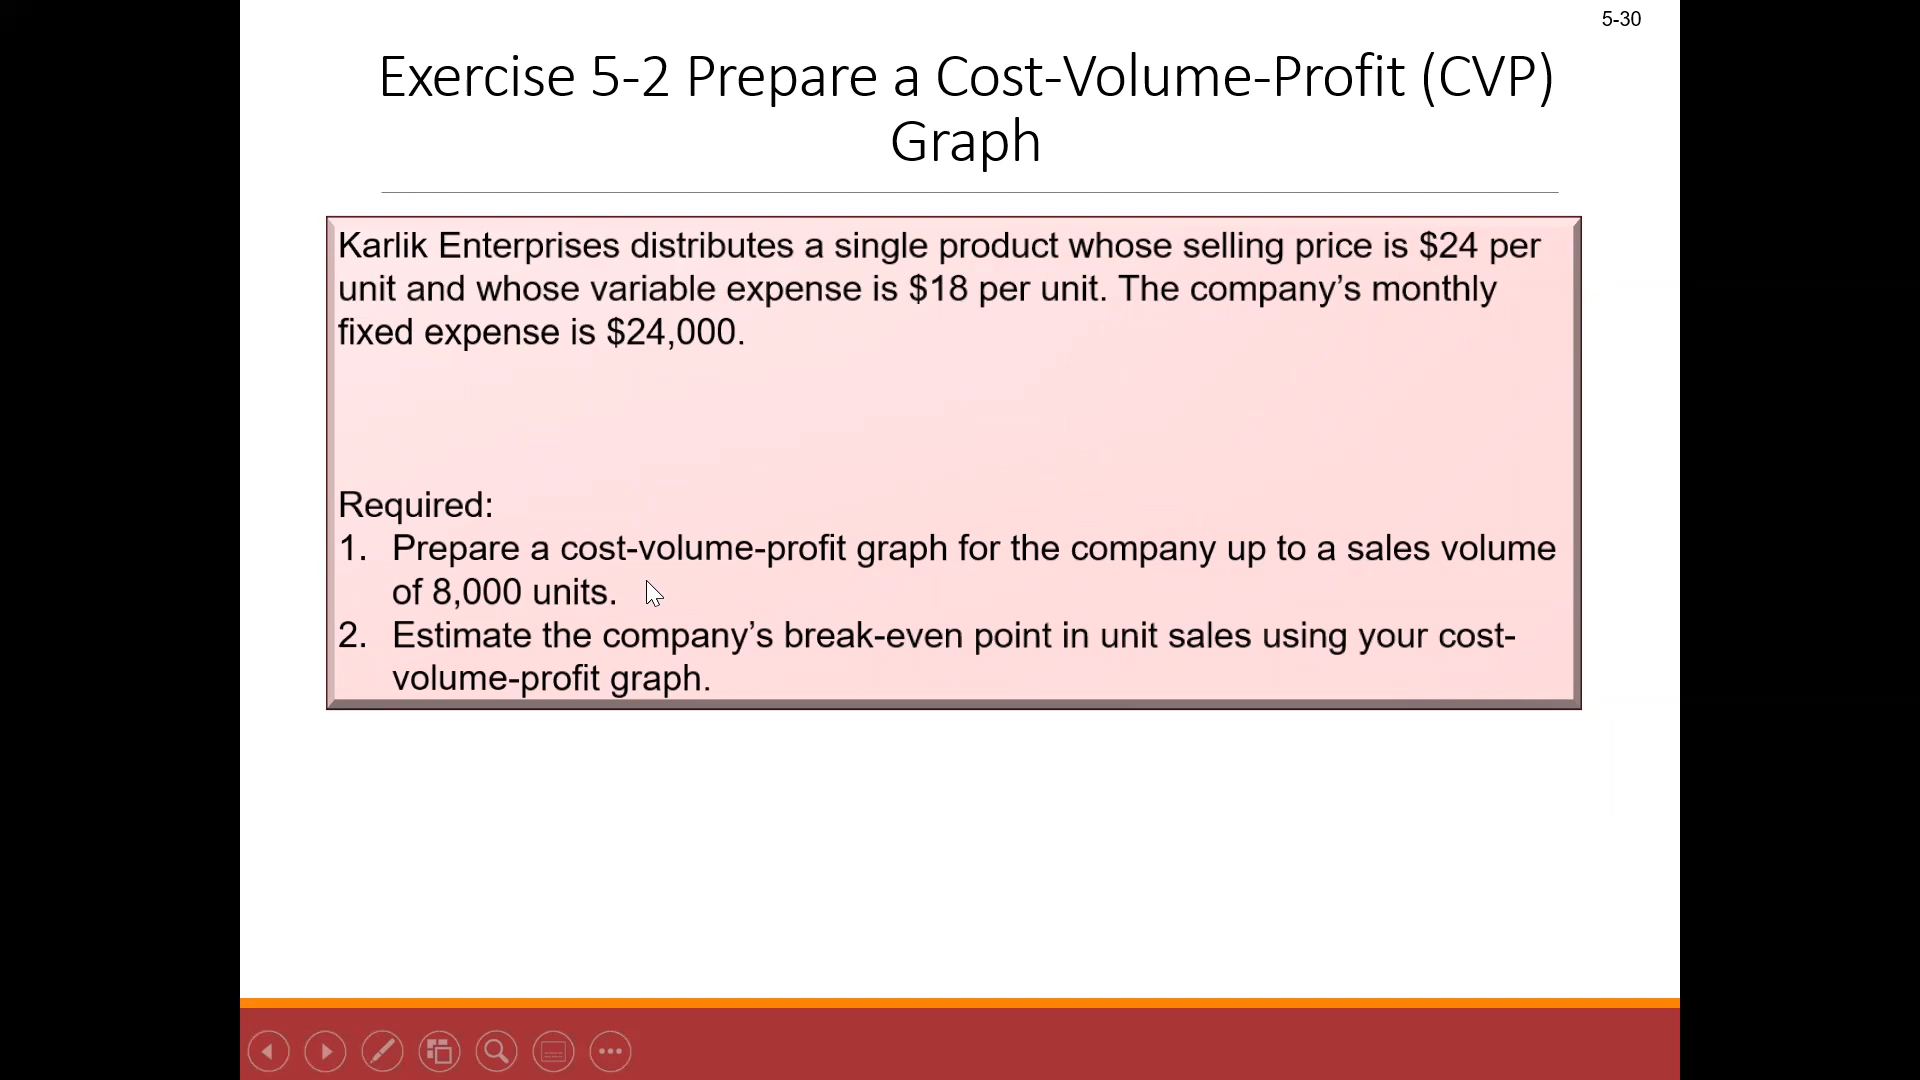 5-30
Exercise 5-2 Prepare a Cost-Volume-Profit (CVP)
Graph
Karlik Enterprises distributes a single product whose selling price is $24 per
unit and whose variable expense is $18 per unit. The company’s monthly
fixed expense is $24,000.
Required:
1. Prepare a cost-volume-profit graph for the company up to a sales volume
of 8,000 units.
2. Estimate the company’s break-even point in unit sales using your cost-
volume-profit graph.